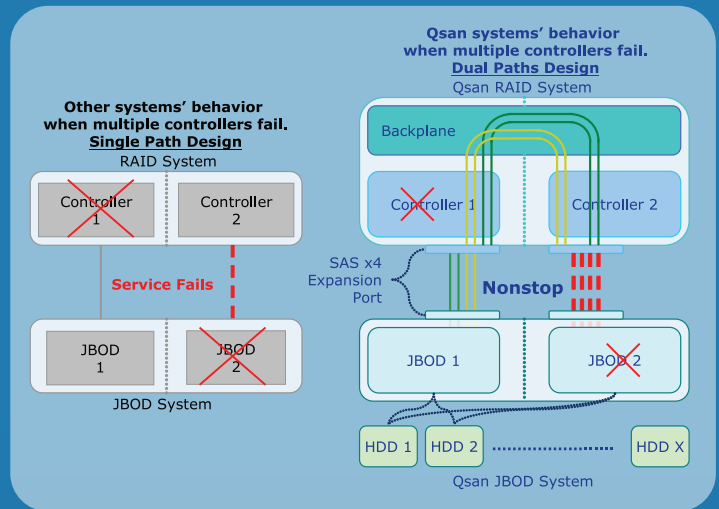 Other systems' behavior
when multiple controllers fail.
Single Path Design
RAID System
Controller
1
Controller
2
Service Fails
JBOD
1
JBOD
2
JBOD System
Qsan systems' behavior
when multiple controllers fail.
Dual Paths Design
Qsan RAID System
Backplane
Controller 1
Controller 2
SAS x4
Expansion
Port
Nonstop
JBOD 1
JBOD 2
HDD 1
HDD 2
HDD X
Qsan JBOD System